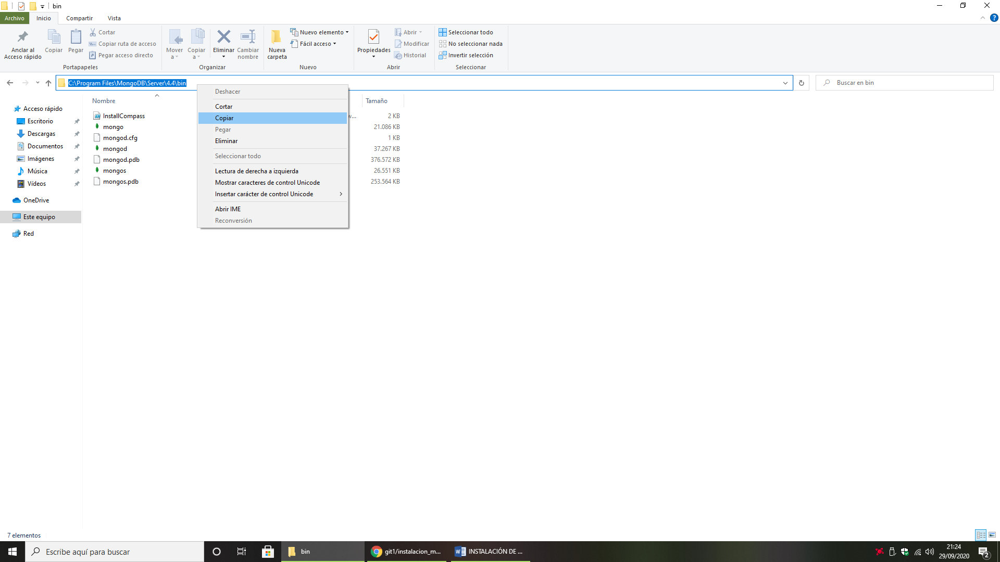 bin
Archivo
Inicio
Compartir
Vista
?
Anclar al
Acceso rápido
Copiar
Pegar
Cortar
Copiar ruta de acceso
Pegar acceso directo
Portapapeles
Mover
a
Copiar
a
Eliminar
Cambiar
nombre
Organizar
Nueva
carpeta
Nuevo elemento
Fácil acceso
Nuevo
Propiedades
Abrir
Modificar
Historial
Abrir
Seleccionar todo
No seleccionar nada
Invertir selección
Seleccionar
C:\Program Files\MongoDB\Server\4.4\bin
Buscar en bin
Acceso rápido
Escritorio
Descargas
Documentos
Imágenes
Música
Vídeos
OneDrive
Este equipo
Red
Nombre
Tamaño
InstallCompass
w...
2 KB
mongo
21.086 KB
mongod.cfg
1 KB
mongod
37.267 KB
mongod.pdb
376.572 KB
mongos
26.551 KB
mongos.pdb
253.564 KB
Deshacer
Cortar
Copiar
Pegar
Eliminar
Seleccionar todo
Lectura de derecha a izquierda
Mostrar caracteres de control Unicode
Insertar carácter de control Unicode
Abrir IME
Reconversión
7 elementos
Escribe aquí para buscar
bin
git1/instalacion_m...
INSTALACIÓN DE ...
21:24
29/09/2020
2